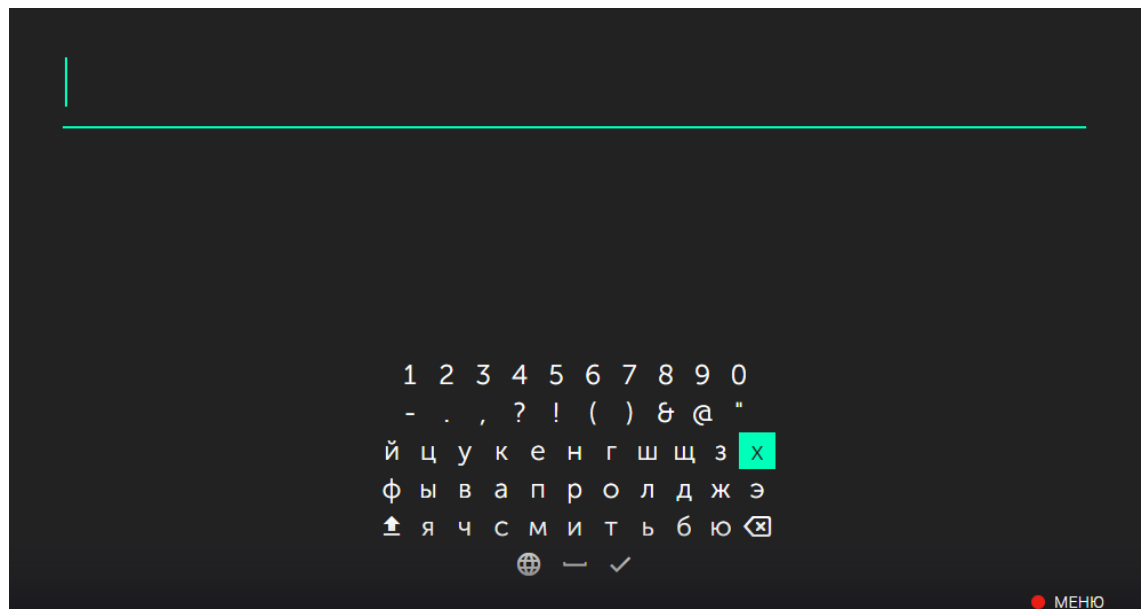 1 2 3 4 5 6 7 8 9 0
- . , ? ! ( ) & @ "
й ц у к е н г ш щ з х
ф ы в а п р о л д ж э
я ч с м и т ь б ю
МЕНЮ